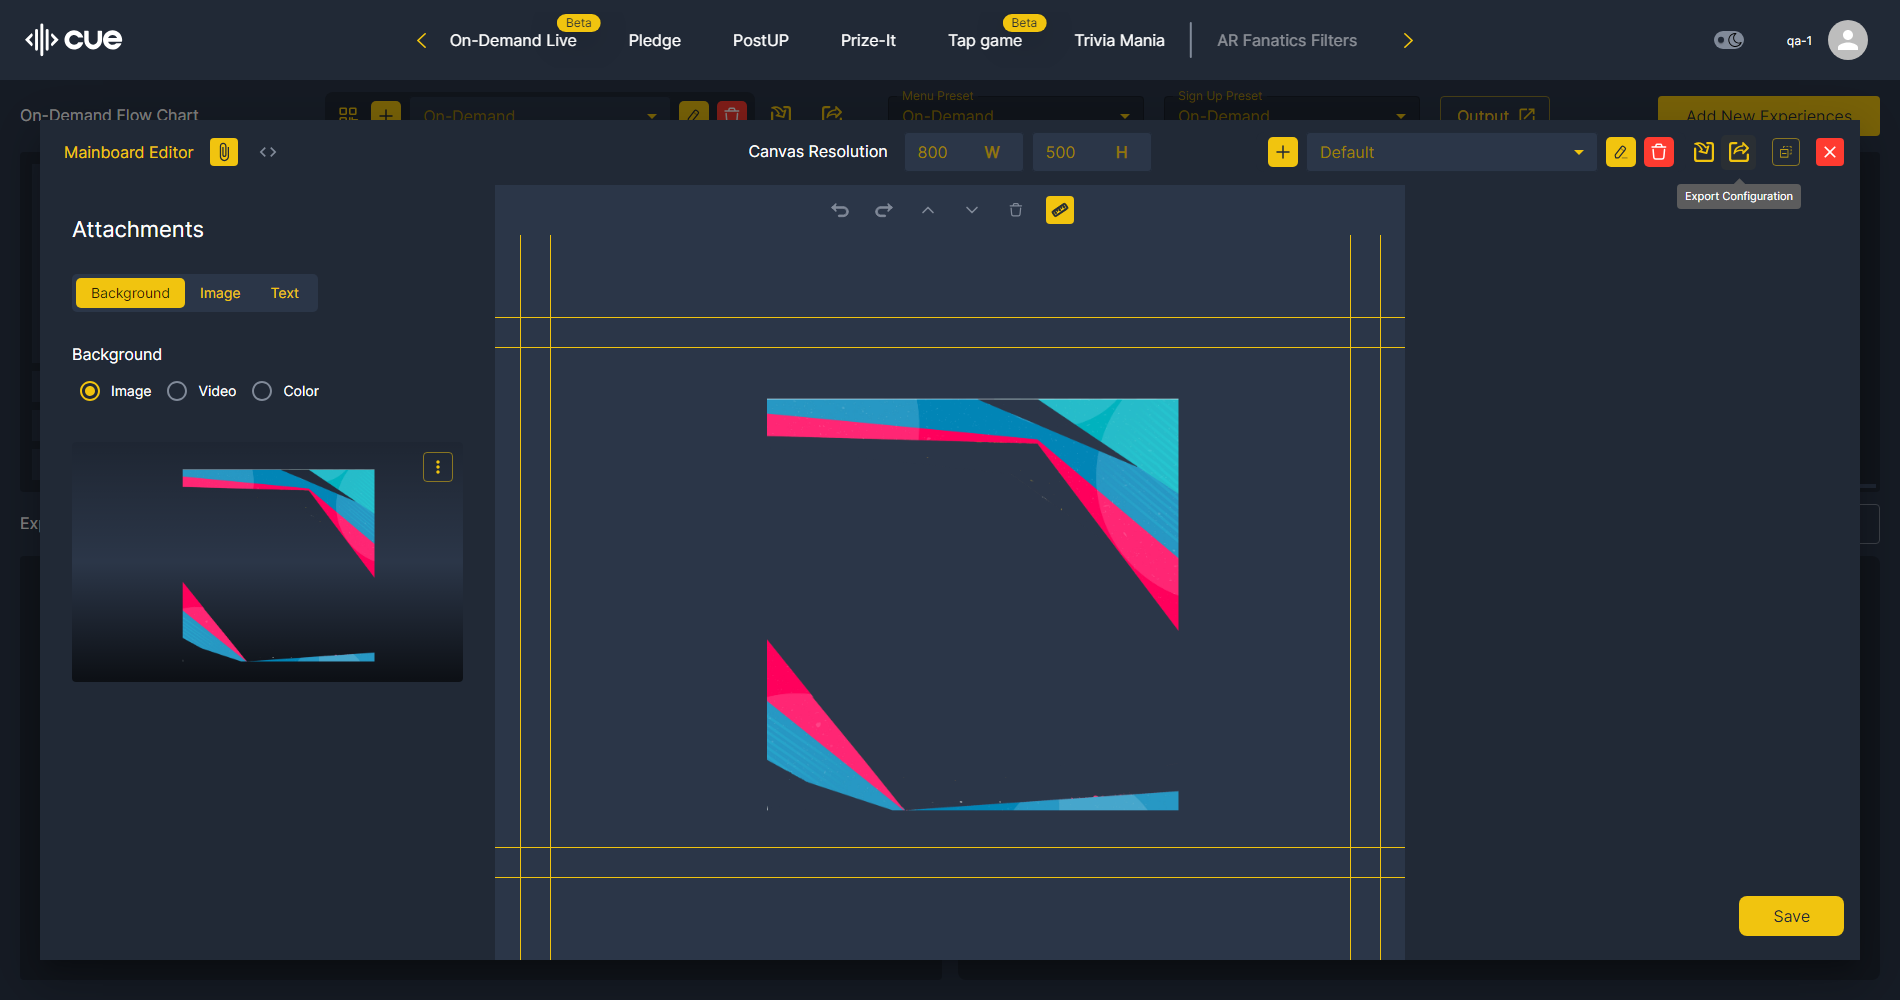 cue
On-Demand Live
Beta
Pledge
PostUP
Prize-It
Tap game
Beta
Trivia Mania
AR Fanatics Filters
qa-1
On-Demand Flow Chart
On-Demand
Menu Preset
On-Demand
Sign Up Preset
On-Demand
Output
Add New Experiences
Mainboard Editor
Canvas Resolution
800 W
500 H
Default
Export Configuration
Attachments
Background
Image
Text
Background
Image
Video
Color
Exp
Save